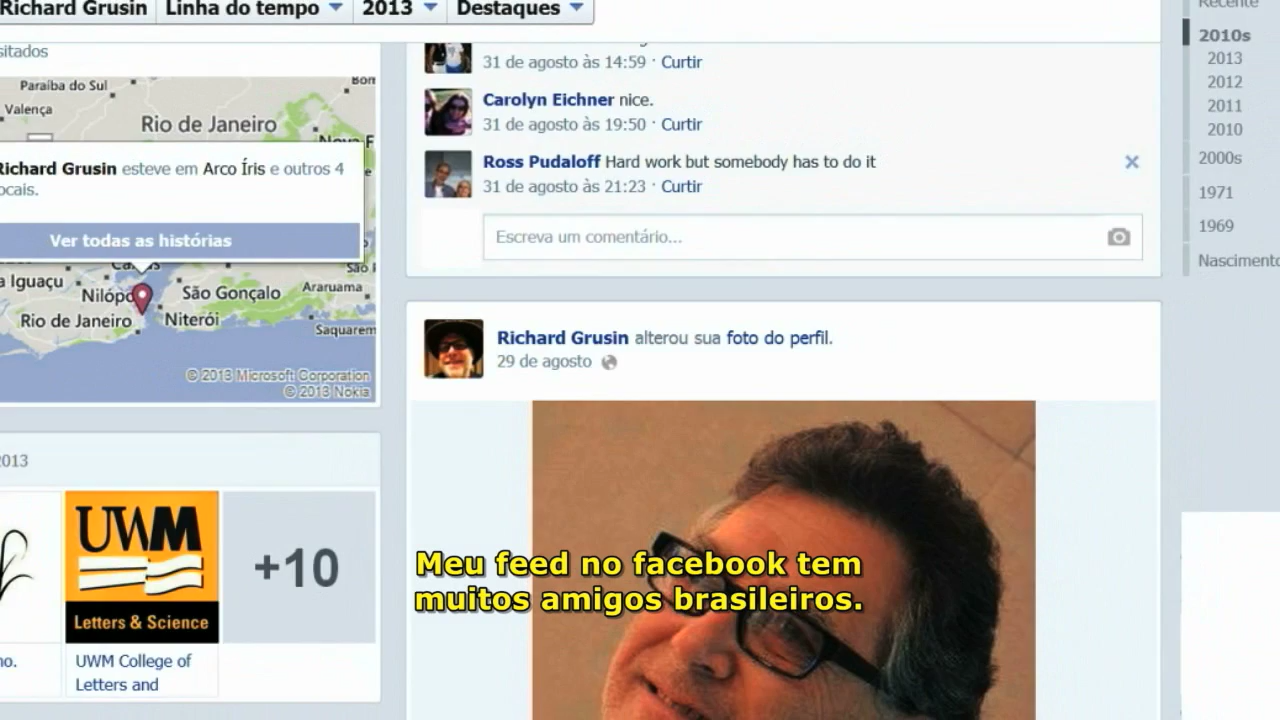 Richard Grusin
Linha do tempo
2013
Destaques
Recente
2010s
2013
2012
2011
2010
2000s
1971
1969
Nascimento
sitados
Paraíba do Sul
Valença
Rio de Janeiro
Richard Grusin esteve em Arco Íris e outros 4
ocais.
Ver todas as histórias
a Iguaçu
Nilópo
São Gonçalo
Araruama
Rio de Janeiro
Niterói
Saquarem
© 2013 Microsoft Corporation
© 2013 Nokia
2013
UWM
Letters & Science
+10
no.
UWM College of
Letters and
31 de agosto às 14:59 · Curtir
Carolyn Eichner nice.
31 de agosto às 19:50 · Curtir
Ross Pudaloff Hard work but somebody has to do it
31 de agosto às 21:23 · Curtir
Escreva um comentário...
Richard Grusin alterou sua foto do perfil.
29 de agosto
Meu feed no facebook tem
muitos amigos brasileiros.